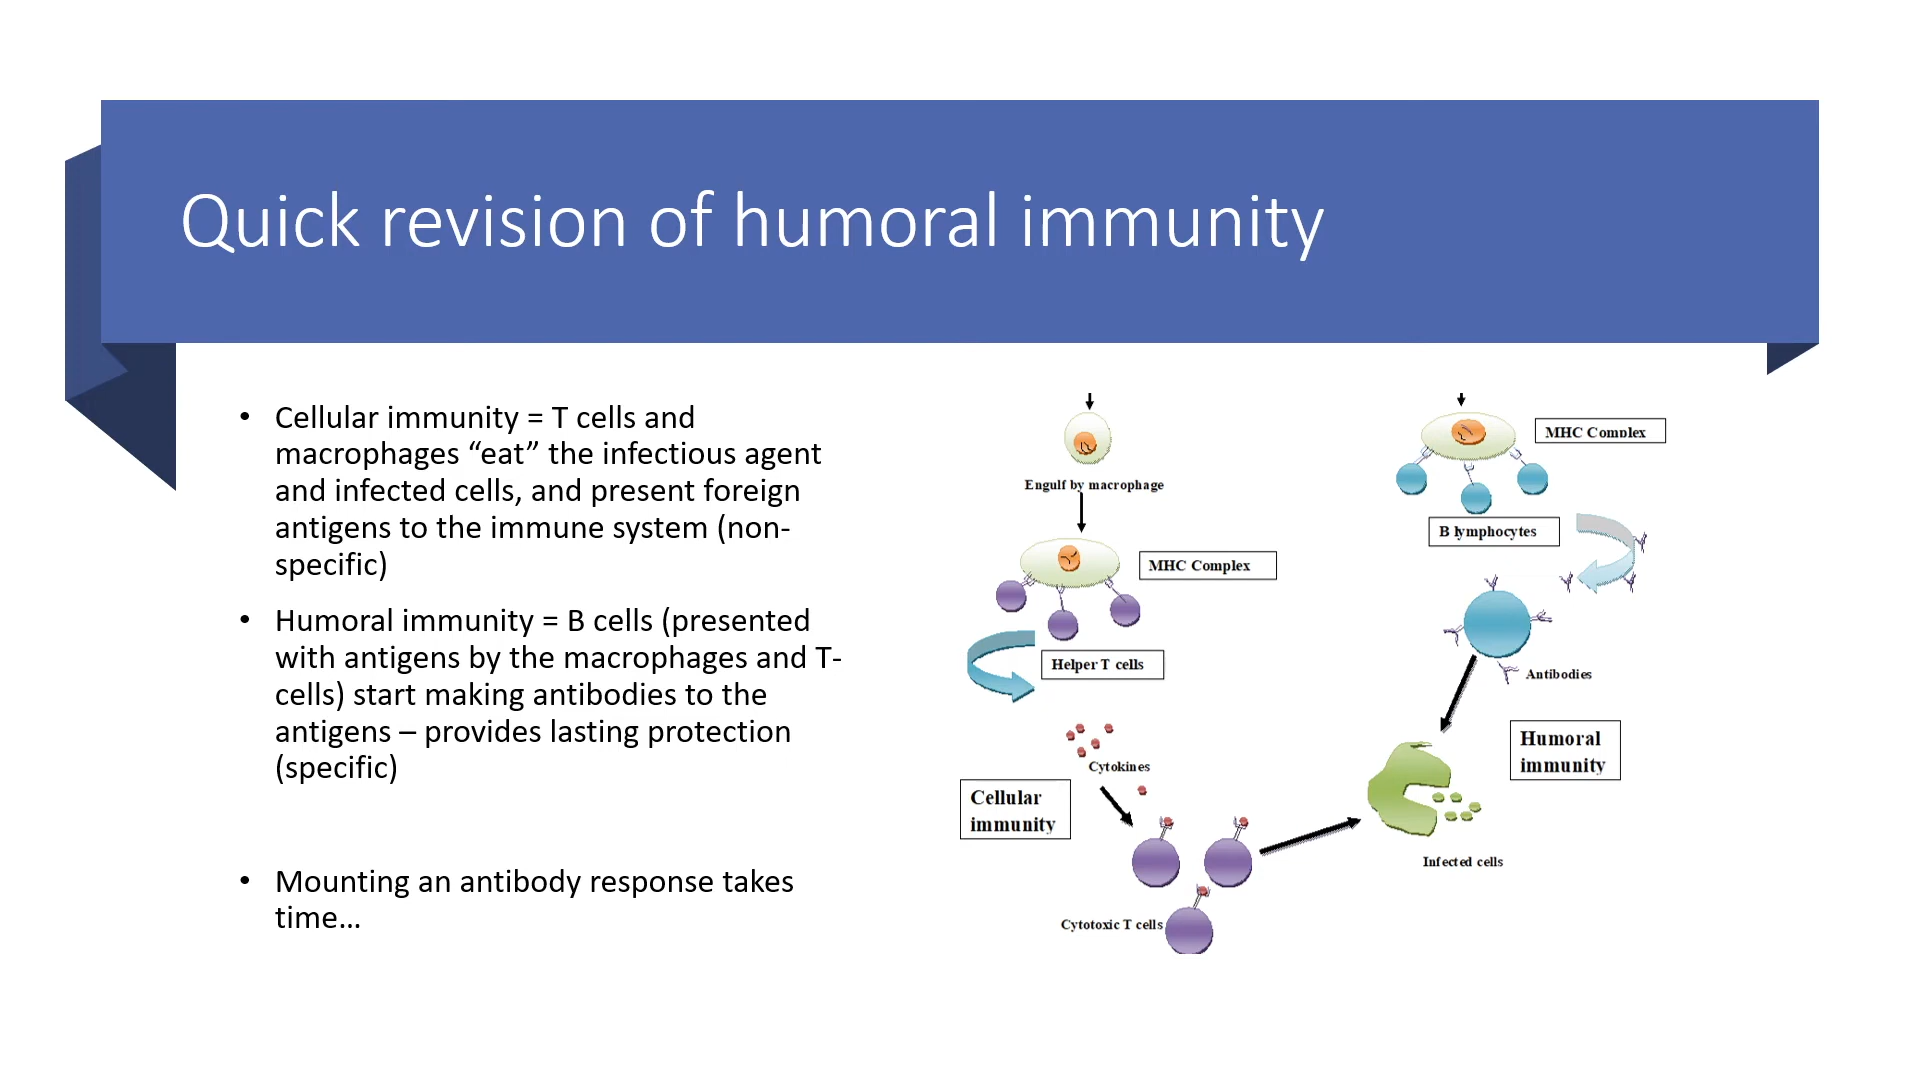 Quick revision of humoral immunity
• Cellular immunity = T cells and
macrophages “eat” the infectious agent
and infected cells, and present foreign
antigens to the immune system (non-
specific)
• Humoral immunity = B cells (presented
with antigens by the macrophages and T-
cells) start making antibodies to the
antigens – provides lasting protection
(specific)
• Mounting an antibody response takes
time…
Engulf by macrophage
MHC Complex
Helper T cells
Cytokines
Cellular
immunity
Cytotoxic T cells
MHC Complex
B lymphocytes
Antibodies
Humoral
immunity
Infected cells